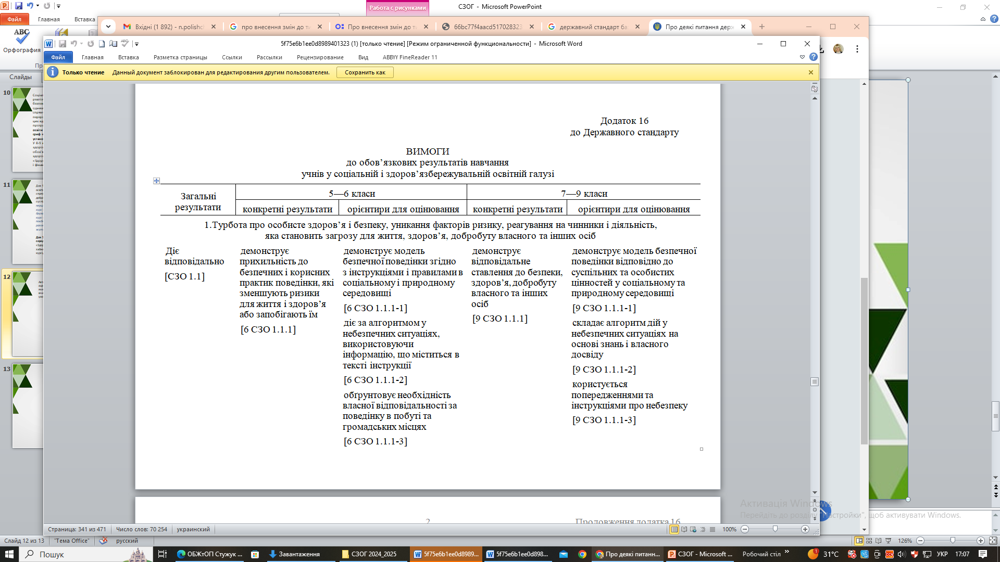 СЗОГ - Microsoft PowerPoint
Работа с рисунками
Файл
Главная
Вставка
Вхідні (1 892) - n.polishch
про внесення змін до ти
Про внесення змін до ти
66bc77f4aacd517028323
державний стандарт ба
Про деякі питання держ
ABC
Орфография
5f75e6b1ee0d8989401323 (1) [только чтение] [Режим ограниченной функциональности] - Microsoft Word
Файл
Главная
Вставка
Разметка страницы
Ссылки
Рассылки
Рецензирование
Вид
ABBYY FineReader 11
Только чтение Данный документ заблокирован для редактирования другим пользователем. Сохранить как
Слайды
10
11
12
13
Додаток 16
до Державного стандарту
ВИМОГИ
до обов’язкових результатів навчання
учнів у соціальній і здоров’язбережувальній освітній галузі
Загальні
результати
5—6 класи
7—9 класи
конкретні результати
орієнтири для оцінювання
конкретні результати
орієнтири для оцінювання
1.Турбота про особисте здоров’я і безпеку, уникання факторів ризику, реагування на чинники і діяльність,
яка становить загрозу для життя, здоров’я, добробуту власного та інших осіб
Діє
відповідально
[СЗО 1.1]
демонструє
прихильність до
безпечних і корисних
практик поведінки, які
зменшують ризики
для життя і здоров’я
або запобігають їм
[6 СЗО 1.1.1]
демонструє модель
безпечної поведінки згідно
з інструкціями і правилами в
соціальному і природному
середовищі
[6 СЗО 1.1.1-1]
діє за алгоритмом у
небезпечних ситуаціях,
використовуючи
інформацію, що міститься в
тексті інструкції
[6 СЗО 1.1.1-2]
обґрунтовує необхідність
власної відповідальності за
поведінку в побуті та
громадських місцях
[6 СЗО 1.1.1-3]
демонструє
відповідальне
ставлення до безпеки,
здоров’я, добробуту
власного та інших
осіб
[9 СЗО 1.1.1]
демонструє модель безпечної
поведінки відповідно до
суспільних та особистих
цінностей у соціальному та
природному середовищі
[9 СЗО 1.1.1-1]
складає алгоритм дій у
небезпечних ситуаціях на
основі знань і власного
досвіду
[9 СЗО 1.1.1-2]
користується
попередженнями та
інструкціями про небезпеку
[9 СЗО 1.1.1-3]
2
Продовження додатка 16
Активація Windows
Перейдіть до розділу "Настройки", щоб активувати Windows.
Страница: 341 из 471
Число слов: 70 254
украинский
100%
Слайд 12 из 13
"Тема Office"
русский
126%
Пошук
ОБЖтОП Стужук ...
Завантаження
СЗОГ 2024_2025
5f75e6b1ee0d8989...
5f75e6b1ee0d898...
Про деякі питанн...
СЗОГ - Microsoft ...
Робочий стіл
31°C
УКР
17:07